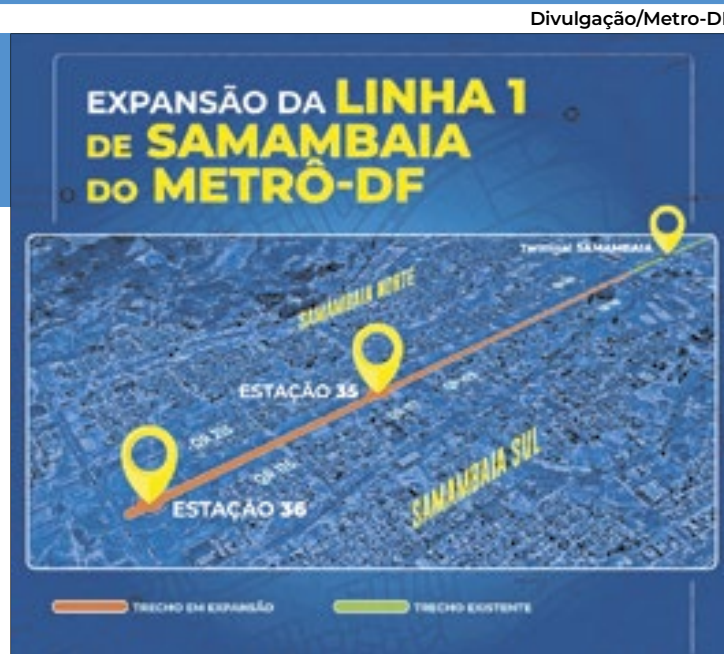 Divulgação/Metro-DF
EXPANSÃO DA LINHA 1
DE SAMAMBAIA
DO METRÔ-DF
Terminal SAMAMBAIA
SAMAMBAIA NORTE
ESTAÇÃO 35
ESTAÇÃO 36
SAMAMBAIA SUL
TRECHO EM EXPANSÃO
TRECHO EXISTENTE